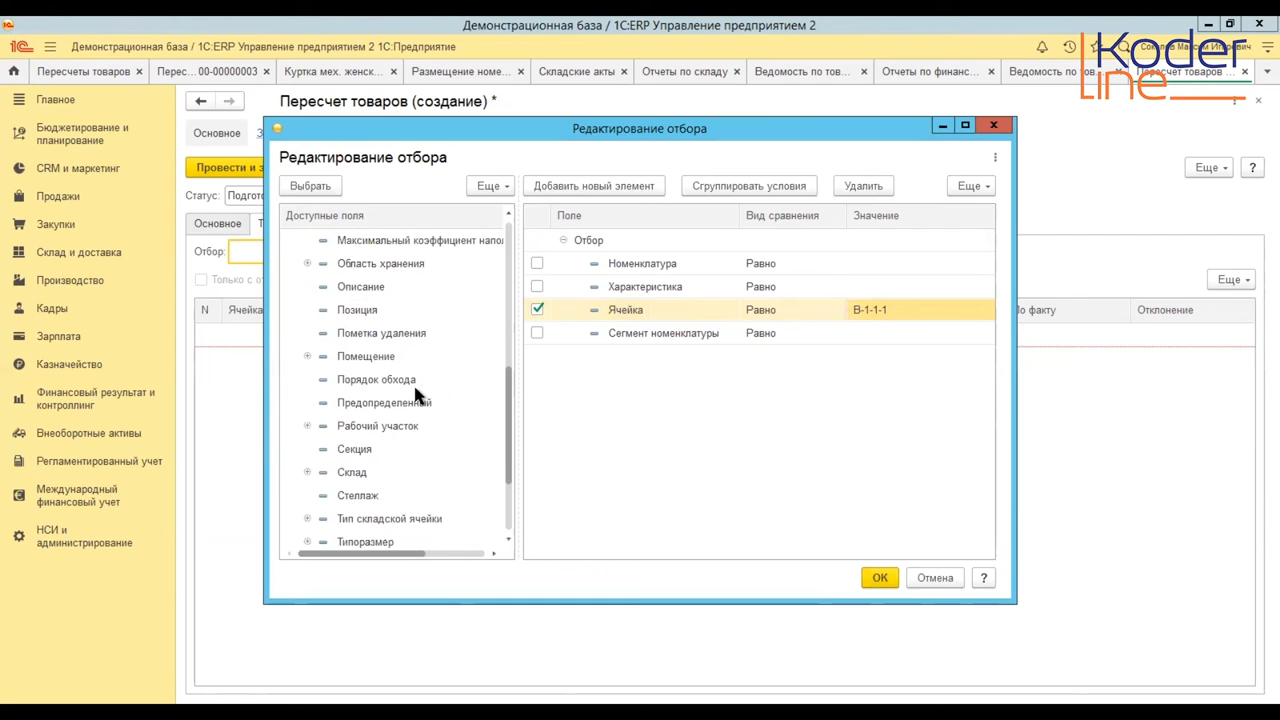 Демонстрационная база / 1С:ERP Управление предприятием 2
Демонстрационная база / 1С:ERP Управление предприятием 2 1С:Предприятие
Koder
line
Пересчеты товаров
Перес... 00-00000003
Куртка мех. женск...
Размещение номе...
Складские акты
Отчеты по складу
Ведомость по тов...
Отчеты по финанс...
Ведомость по тов...
Пересчет товаров ...
Главное
Бюджетирование и
планирование
CRM и маркетинг
Продажи
Закупки
Склад и доставка
Производство
Кадры
Зарплата
Казначейство
Финансовый результат и
контроллинг
Внеоборотные активы
Регламентированный учет
Международный
финансовый учет
НСИ и
администрирование
Пересчет товаров (создание) *
Основное
Провести и з
Еще
?
Статус: Подгото
Основное
Отбор:
Только с о
Еще
N
Ячейка
По факту
Отклонение
Редактирование отбора
Редактирование отбора
Выбрать
Еще
Добавить новый элемент
Сгруппировать условия
Удалить
Еще
Доступные поля
Максимальный коэффициент напо
Область хранения
Описание
Позиция
Пометка удаления
Помещение
Порядок обхода
Предопределенный
Рабочий участок
Секция
Склад
Стеллаж
Тип складской ячейки
Типоразмер
Поле Вид сравнения Значение
Отбор
Номенклатура Равно
Характеристика Равно
Ячейка Равно В-1-1-1
Сегмент номенклатуры Равно
ОК
Отмена
?